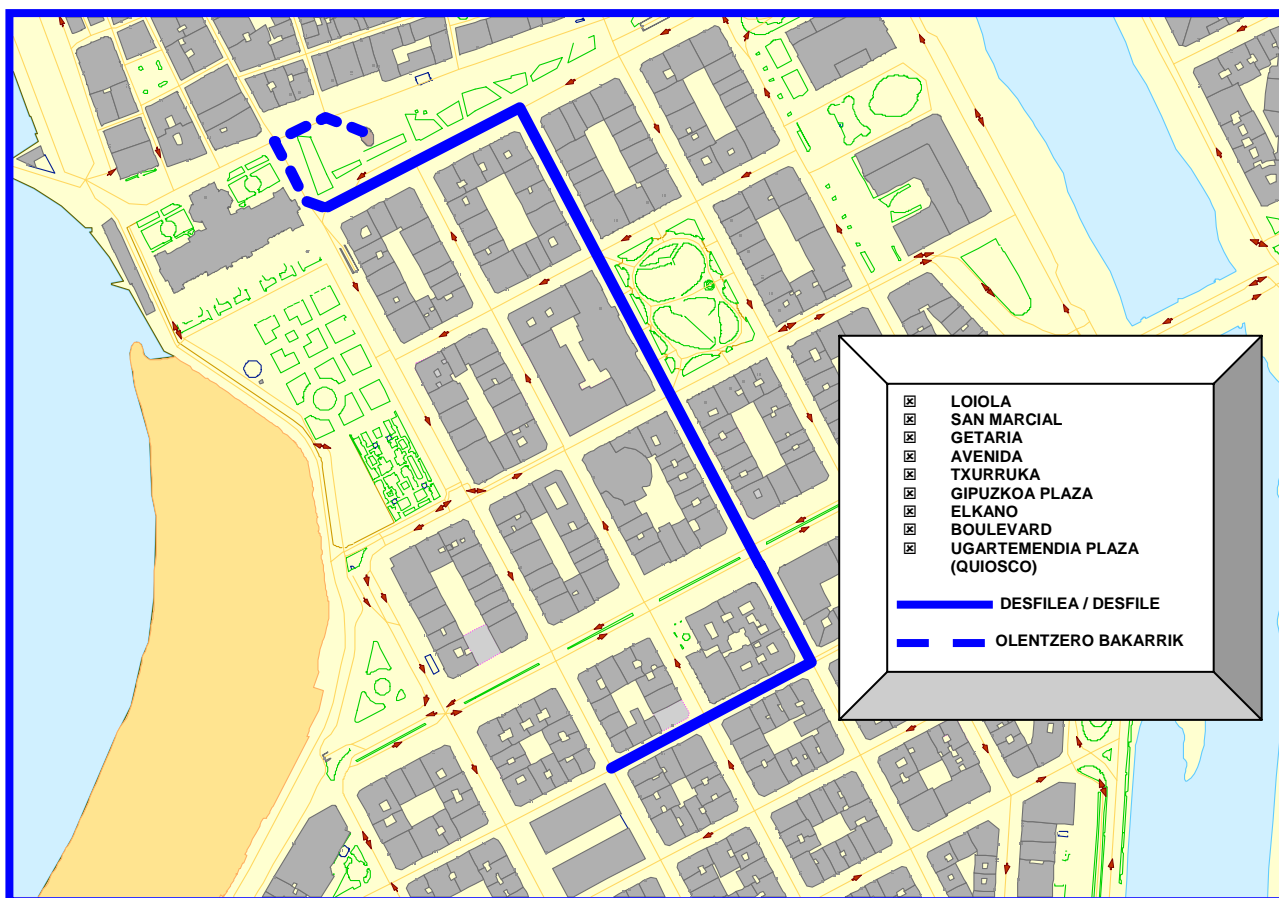 ☒ LOIOLA
☒ SAN MARCIAL
☒ GETARIA
☒ AVENIDA
☒ TXURRUKA
☒ GIPUZKOA PLAZA
☒ ELKANO
☒ BOULEVARD
☒ UGARTEMENDIA PLAZA
(QUIOSCO)
DESFILEA / DESFILE
OLENTZERO BAKARRIK